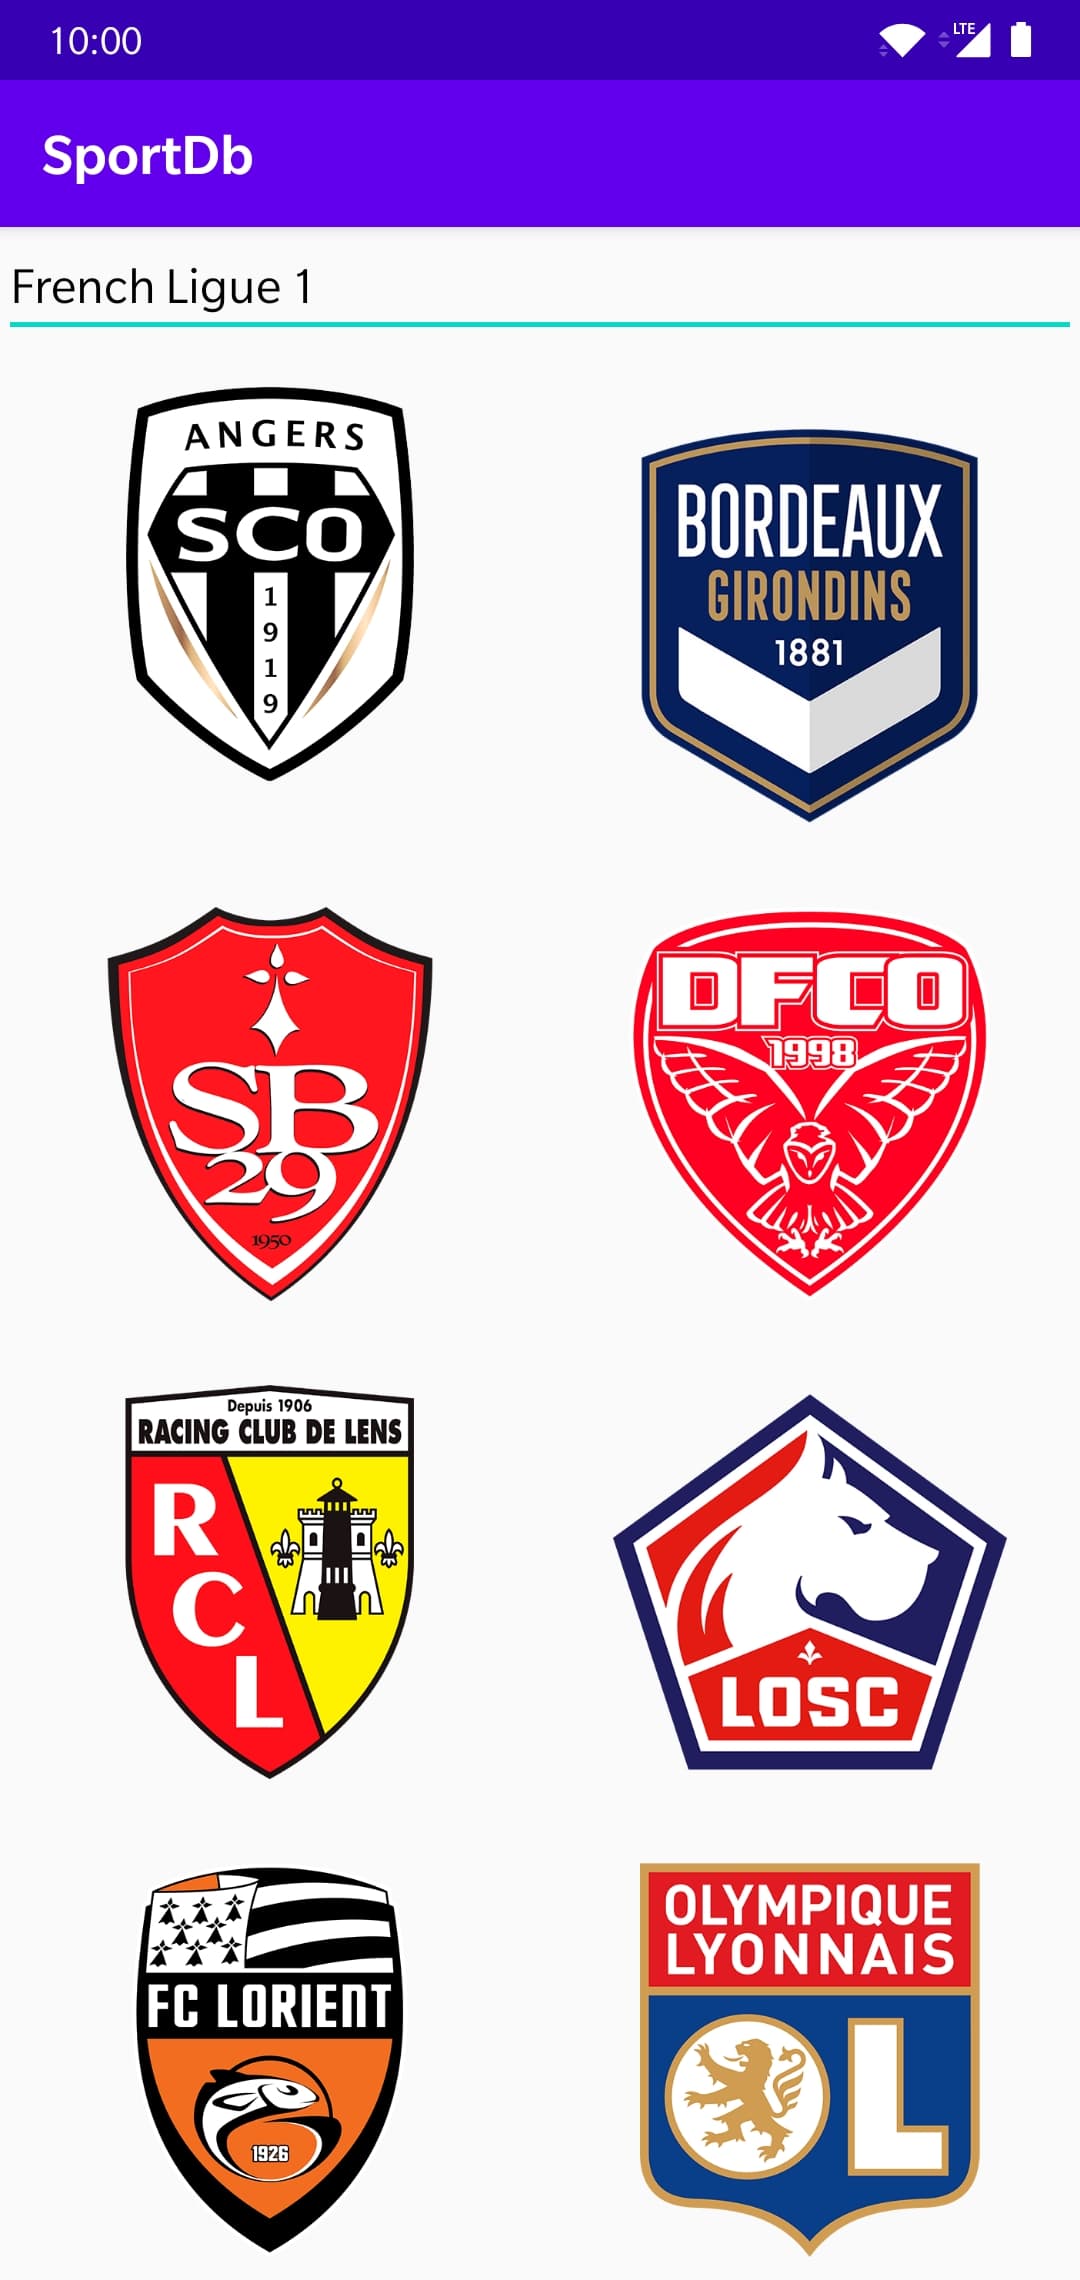 10:00
LTE
SportDb
French Ligue 1
ANGERS
SCO
1
9
1
9
BORDEAUX
GIRONDINS
1881
SB
29
1950
DFCO
1998
Depuis 1906
RACING CLUB DE LENS
R
C
L
LOSC
FC LORIENT
1926
OLYMPIQUE
LYONNAIS
OL